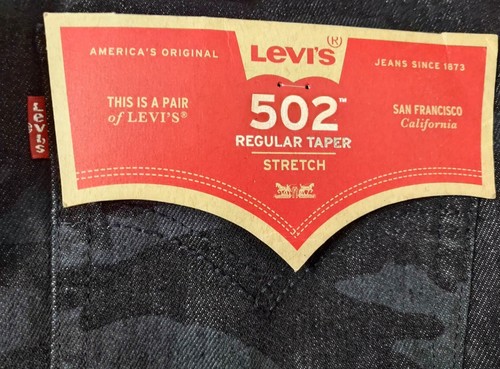 AMERICA'S ORIGINAL
LEVI'S®
JEANS SINCE 1873
THIS IS A PAIR
of LEVI'S®
502™
REGULAR TAPER
STRETCH
SAN FRANCISCO
California
Levi's